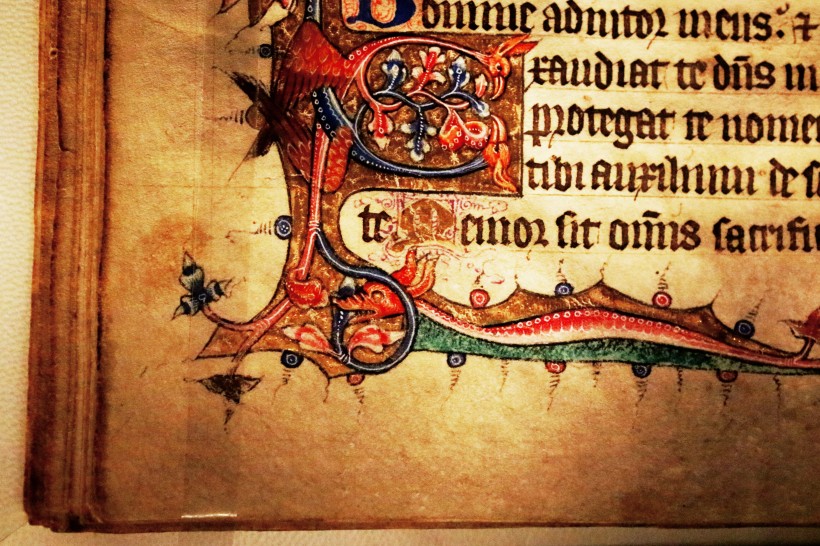 Domine adiutor meus. ⁊
Exaudiat te dn̄s in
protegat te nomen
tibi auxilium de
te Memor sit om̄is sacrifi